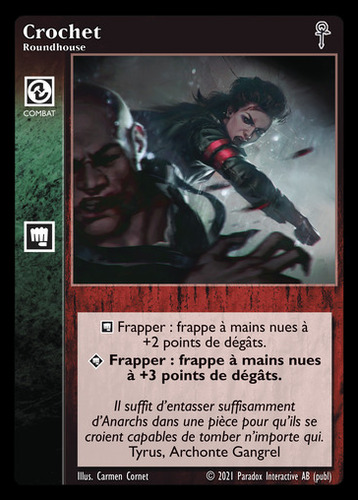 Crochet
Roundhouse
COMBAT
Frapper : frappe à mains nues à
+2 points de dégâts.
Frapper : frappe à mains nues
à +3 points de dégâts.
Il suffit d'entasser suffisamment
d'Anarchs dans une pièce pour qu'ils se
croient capables de tomber n'importe qui.
Tyrus, Archonte Gangrel
Illus. Carmen Cornet © 2021 Paradox Interactive AB (publ)